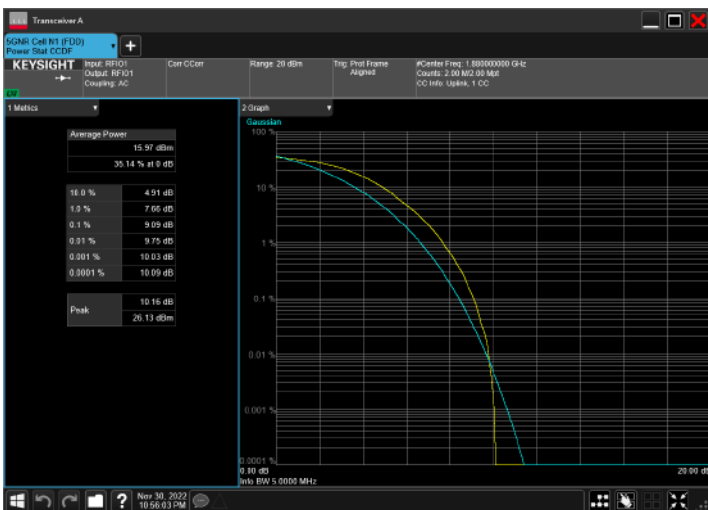 Transceiver A
5GNR Cell N1 (FDD)
Power Stat CCDF
KEYSIGHT
Input: RFIO1
Output: RFIO1
Coupling: AC
Corr CCorr
Range: 20 dBm
Trig: Prot Frame
Aligned
#Center Freq: 1.880000000 GHz
Counts: 2.00 M/2.00 Mpt
CC Info: Uplink, 1 CC
1 Metrics
Average Power
15.97 dBm
35.14 % at 0 dB
10.0 % 4.91 dB
1.0 % 7.66 dB
0.1 % 9.09 dB
0.01 % 9.75 dB
0.001 % 10.03 dB
0.0001 % 10.09 dB
Peak
10.16 dB
26.13 dBm
2 Graph
Gaussian
100 %
10 %
1 %
0.1 %
0.01 %
0.001 %
0.0001 %
0.00 dB
20.00 dB
Info BW 5.0000 MHz
?
Nov 30, 2022
10:56:03 PM